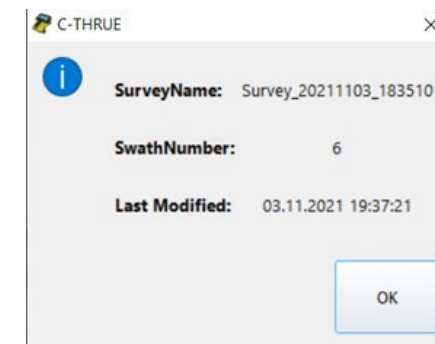 C-THRUE
SurveyName: Survey_20211103_183510
SwathNumber: 6
Last Modified: 03.11.2021 19:37:21
OK